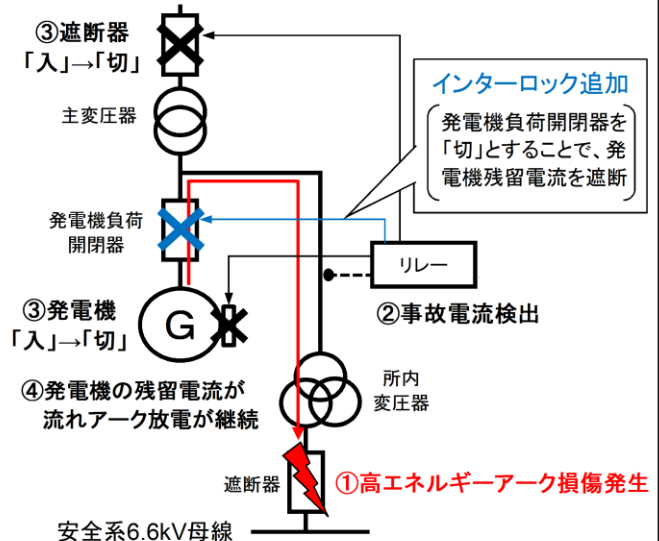 ③遮断器
「入」→「切」
主変圧器
インターロック追加
発電機負荷開閉器を
「切」とすることで、発
電機残留電流を遮断
発電機負荷
開閉器
リレー
②事故電流検出
③発電機
「入」→「切」
G
④発電機の残留電流が
流れアーク放電が継続
所内
変圧器
遮断器
①高エネルギーアーク損傷発生
安全系6.6kV母線